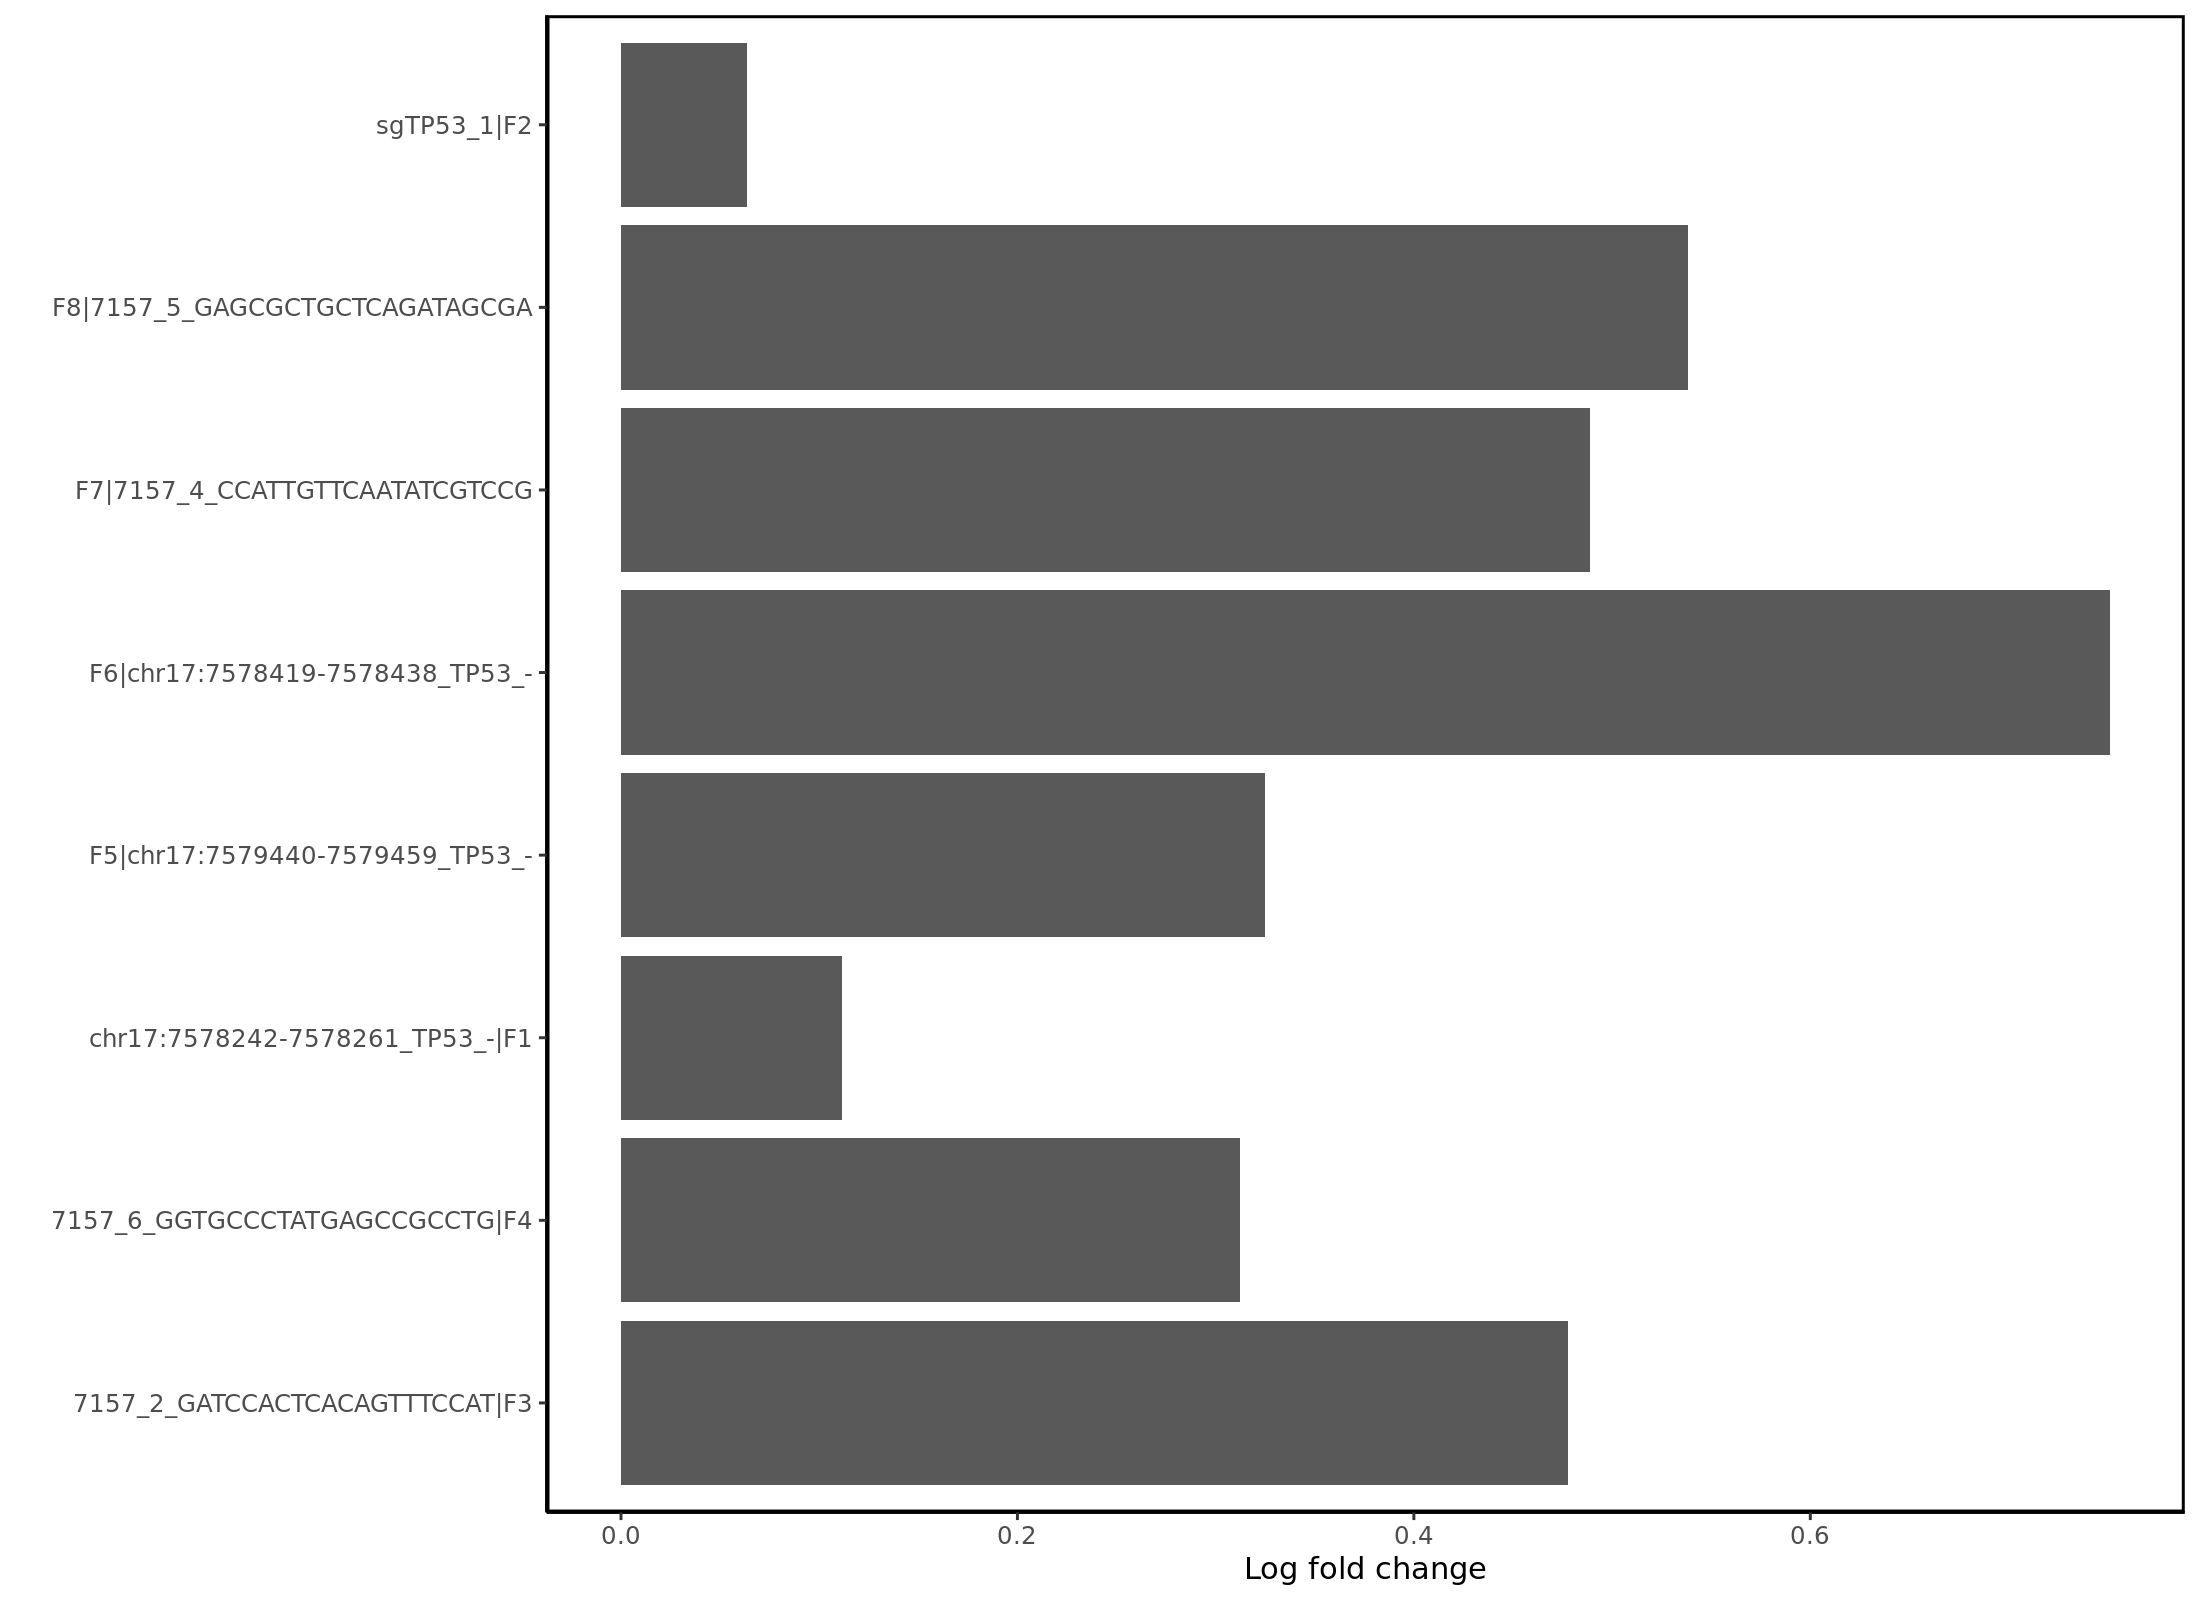 sgTP53_1|F2
F8|7157_5_GAGCGCTGCTCAGATAGCGA
F7|7157_4_CCATTGTTCAATATCGTCCG
F6|chr17:7578419-7578438_TP53_-
F5|chr17:7579440-7579459_TP53_-
chr17:7578242-7578261_TP53_-|F1
7157_6_GGTGCCCTATGAGCCGCCTG|F4
7157_2_GATCCACTCACAGTTTCCAT|F3
0.0 0.2 0.4 0.6
Log fold change